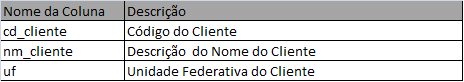 Nome da Coluna Descrição
cd_cliente Código do Cliente
nm_cliente Descrição do Nome do Cliente
uf Unidade Federativa do Cliente